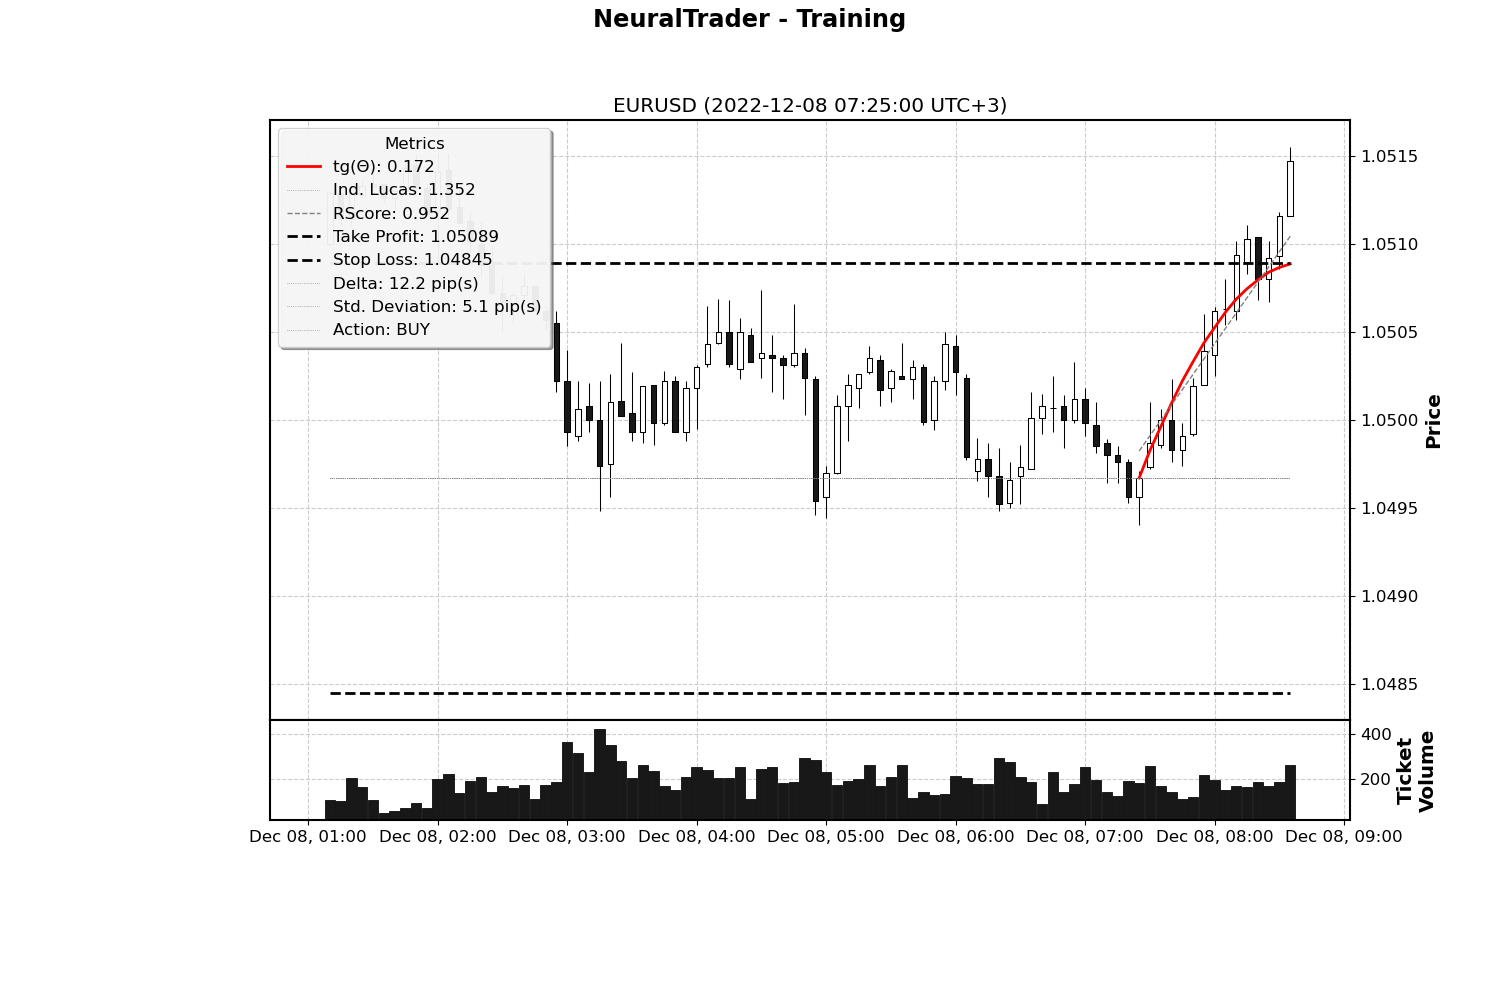 NeuralTrader - Training
EURUSD (2022-12-08 07:25:00 UTC+3)
Metrics
tg(Θ): 0.172
Ind. Lucas: 1.352
RScore: 0.952
Take Profit: 1.05089
Stop Loss: 1.04845
Delta: 12.2 pip(s)
Std. Deviation: 5.1 pip(s)
Action: BUY
1.0515
1.0510
1.0505
1.0500
1.0495
1.0490
1.0485
Price
400
200
Ticket
Volume
Dec 08, 01:00
Dec 08, 02:00
Dec 08, 03:00
Dec 08, 04:00
Dec 08, 05:00
Dec 08, 06:00
Dec 08, 07:00
Dec 08, 08:00
Dec 08, 09:00